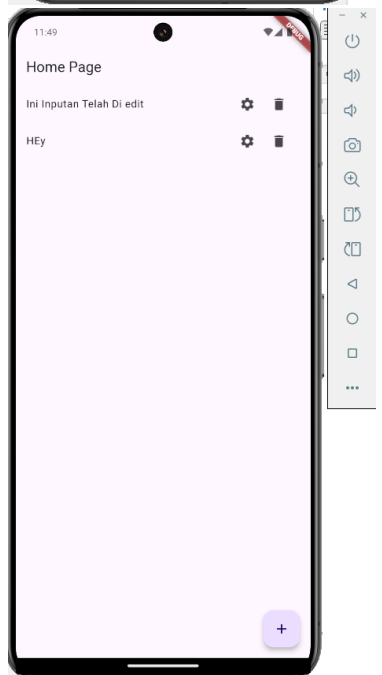 11:49
DEBUG
Home Page
Ini Inputan Telah Di edit
HEy
+